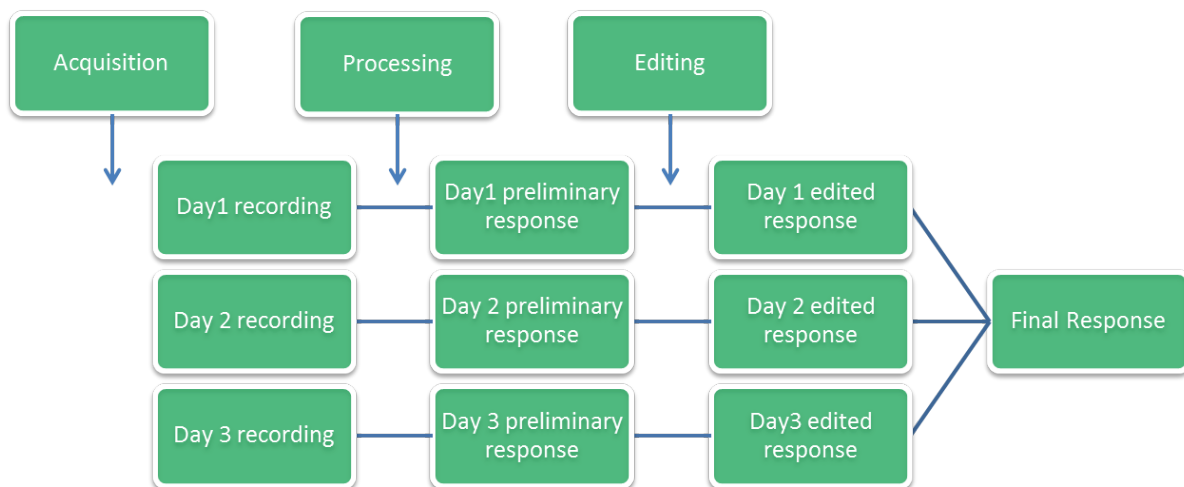 Acquisition
Processing
Editing
Day1 recording
Day1 preliminary
response
Day 1 edited
response
Day 2 recording
Day 2 preliminary
response
Day 2 edited
response
Final Response
Day 3 recording
Day 3 preliminary
response
Day3 edited
response